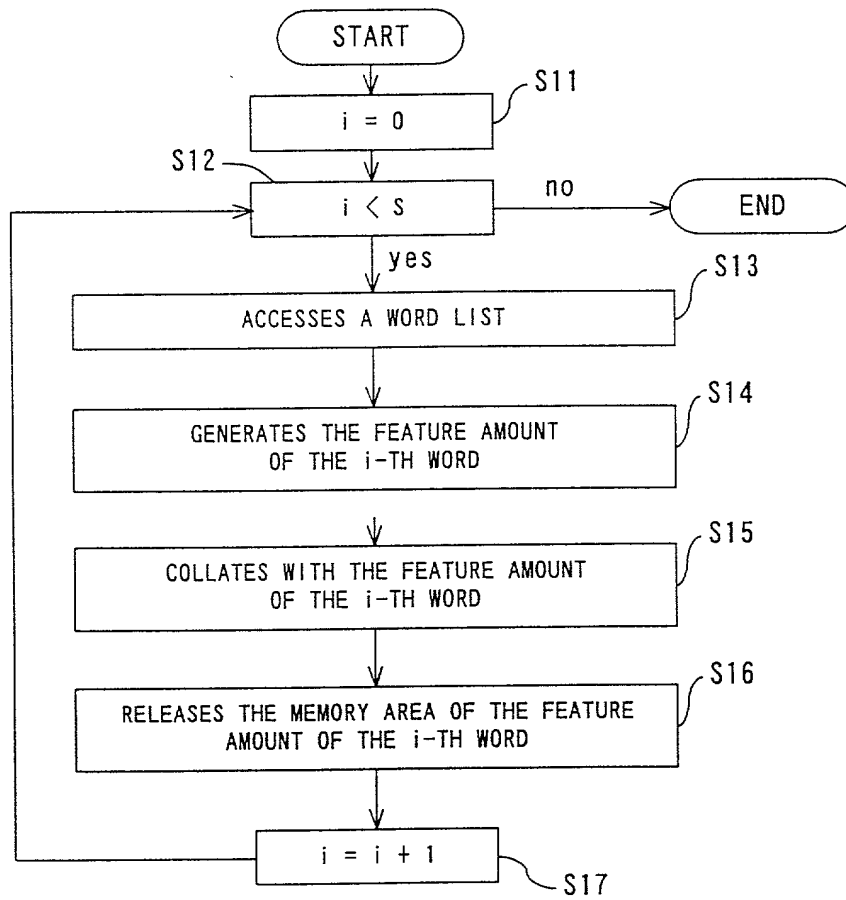 START
S11
i = 0
S12
i < S
no
END
yes
S13
ACCESSES A WORD LIST
S14
GENERATES THE FEATURE AMOUNT
OF THE i-TH WORD
S15
COLLATES WITH THE FEATURE AMOUNT
OF THE i-TH WORD
S16
RELEASES THE MEMORY AREA OF THE FEATURE
AMOUNT OF THE i-TH WORD
i = i + 1
S17